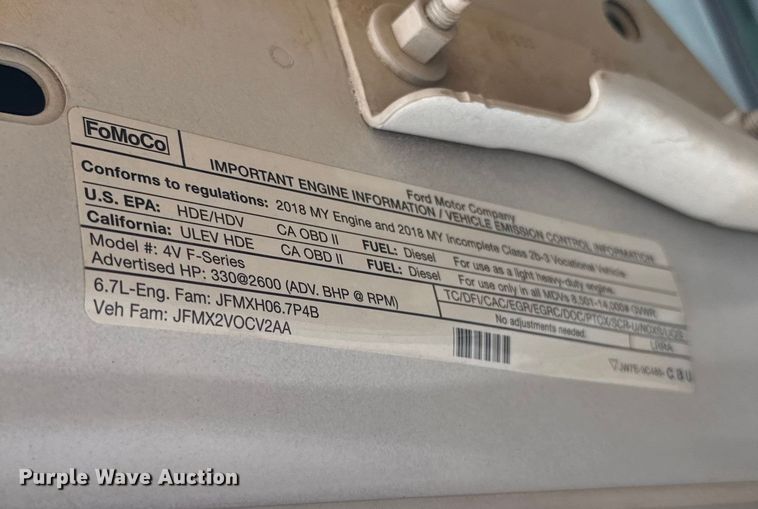 FoMoCo
Ford Motor Company
IMPORTANT ENGINE INFORMATION / VEHICLE EMISSION CONTROL INFORMATION
Conforms to regulations: 2018 MY Engine and 2018 MY Incomplete Class 2b-3 Vocational Vehicle
U.S. EPA: HDE/HDV CA OBD II FUEL: Diesel For use as a light heavy-duty engine.
California: ULEV HDE CA OBD II FUEL: Diesel For use only in all MDVs 8,501-14,000# GVWR.
Model #: 4V F-Series
Advertised HP: 330@2600 (ADV. BHP @ RPM)
TC/DFI/CAC/EGR/EGRC/DOC/PTOX/SCR-U/NOXS/
6.7L-Eng. Fam: JFMXH06.7P4B
No adjustments needed.
Veh Fam: JFMX2VOCV2AA
Purple Wave Auction